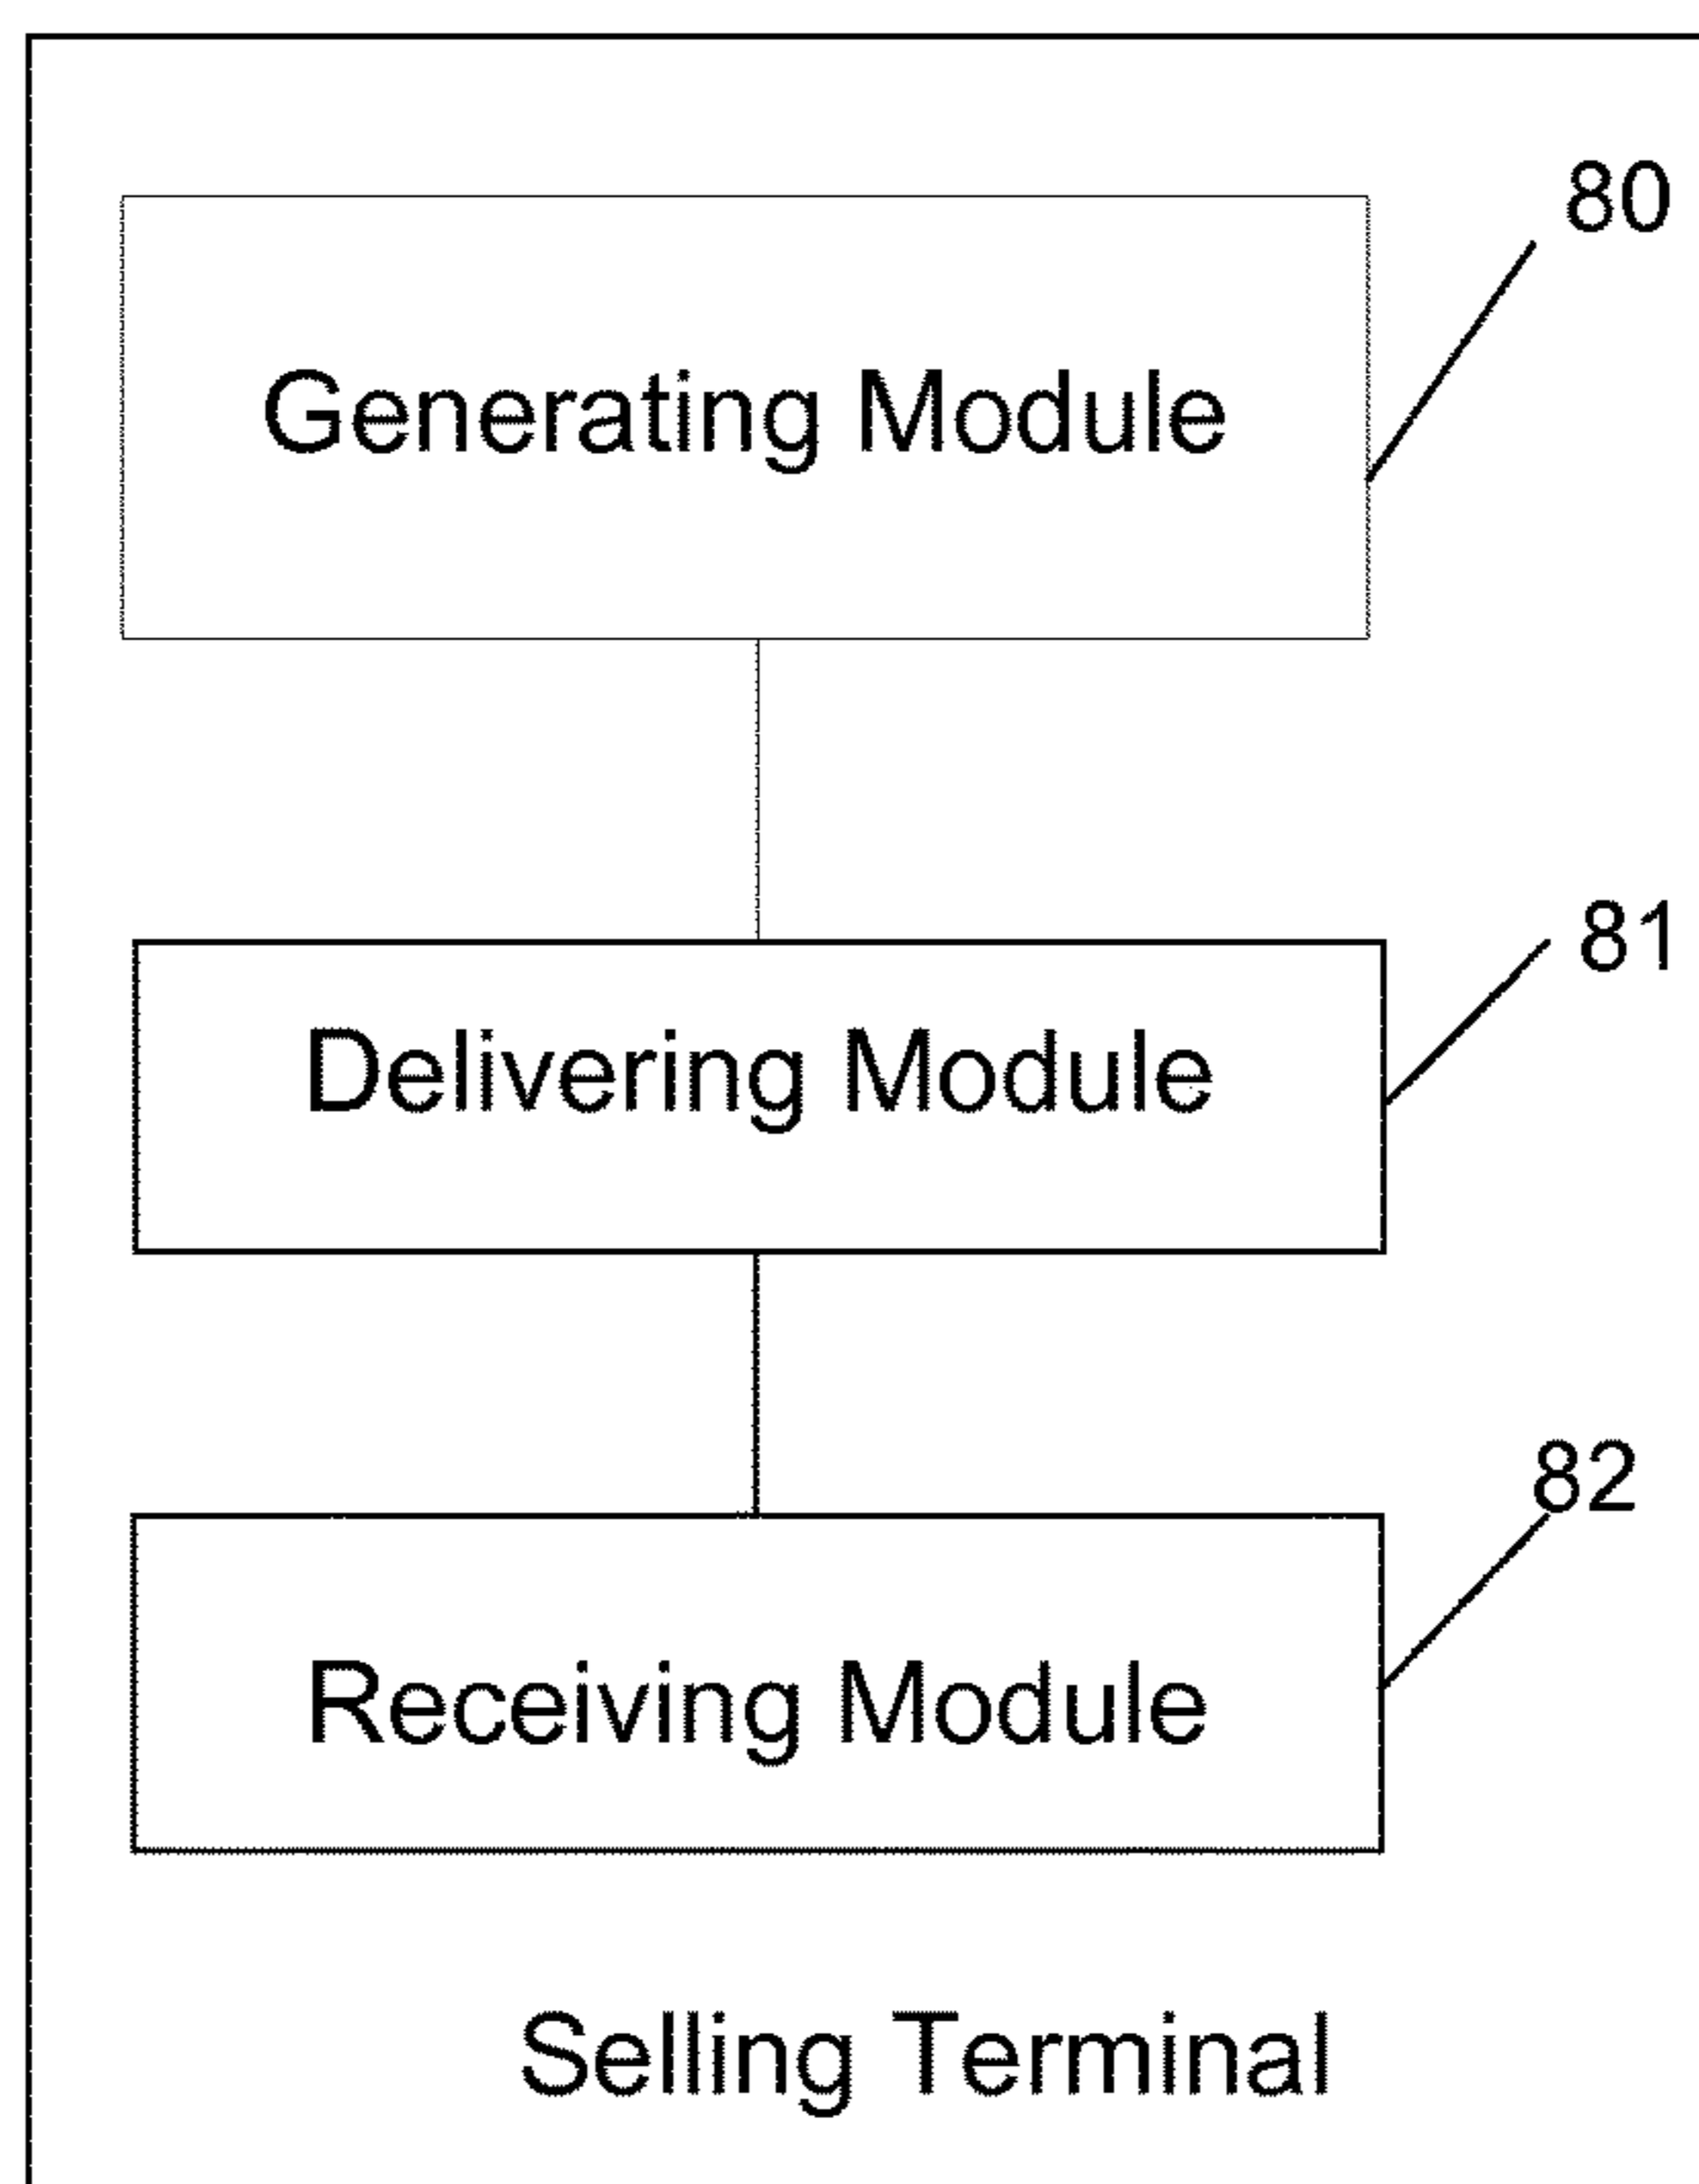 80
Generating Module
81
Delivering Module
82
Receiving Module
Selling Terminal